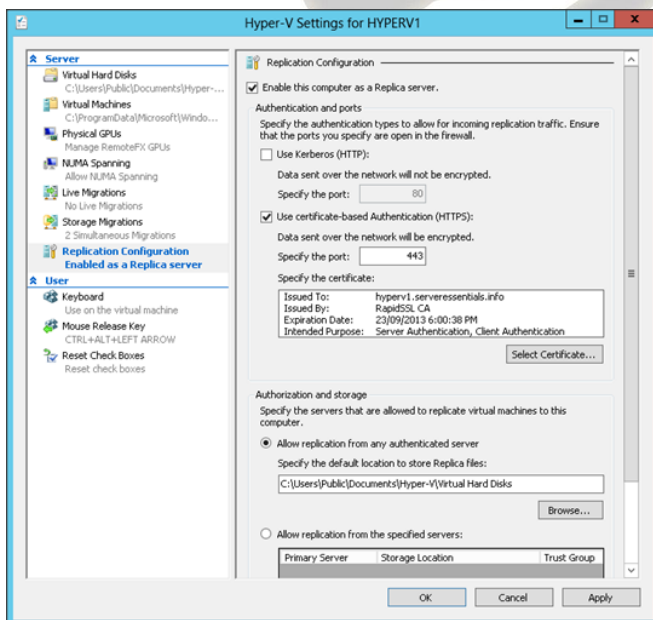 Hyper-V Settings for HYPERV1
Server
Virtual Hard Disks
C:\Users\Public\Documents\Hyper-...
Virtual Machines
C:\ProgramData\Microsoft\Windo...
Physical GPUs
Manage RemoteFX GPUs
NUMA Spanning
Allow NUMA Spanning
Live Migrations
No Live Migrations
Storage Migrations
2 Simultaneous Migrations
Replication Configuration
Enabled as a Replica server
User
Keyboard
Use on the virtual machine
Mouse Release Key
CTRL+ALT+LEFT ARROW
Reset Check Boxes
Reset check boxes
Replication Configuration
Enable this computer as a Replica server.
Authentication and ports
Specify the authentication types to allow for incoming replication traffic. Ensure
that the ports you specify are open in the firewall.
Use Kerberos (HTTP):
Data sent over the network will not be encrypted.
Specify the port: 80
Use certificate-based Authentication (HTTPS):
Data sent over the network will be encrypted.
Specify the port: 443
Specify the certificate:
Issued To: hyperv1.serveressentials.info
Issued By: RapidSSL CA
Expiration Date: 23/09/2013 6:00:38 PM
Intended Purpose: Server Authentication, Client Authentication
Select Certificate...
Authorization and storage
Specify the servers that are allowed to replicate virtual machines to this
computer.
Allow replication from any authenticated server
Specify the default location to store Replica files:
C:\Users\Public\Documents\Hyper-V\Virtual Hard Disks
Browse...
Allow replication from the specified servers:
Primary Server Storage Location Trust Group
OK Cancel Apply